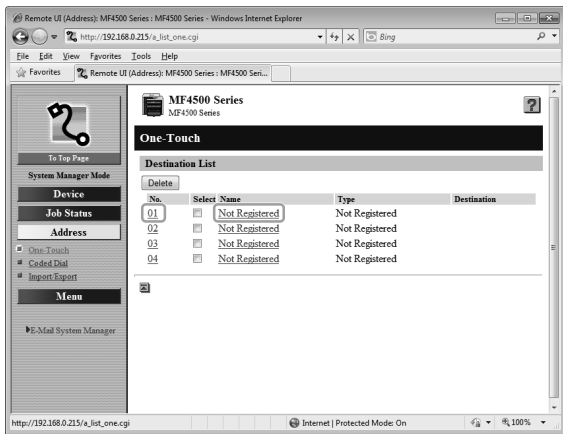 Remote UI (Address): MF4500 Series : MF4500 Series - Windows Internet Explorer
http://192.168.0.215/a_list_one.cgi
Bing
File Edit View Favorites Tools Help
Favorites Remote UI (Address): MF4500 Series : MF4500 Seri...
MF4500 Series
MF4500 Series
?
One-Touch
To Top Page
System Manager Mode
Device
Job Status
Address
One-Touch
Coded Dial
Import/Export
Menu
E-Mail System Manager
Destination List
Delete
No. Select Name Type Destination
01 Not Registered Not Registered
02 Not Registered Not Registered
03 Not Registered Not Registered
04 Not Registered Not Registered
http://192.168.0.215/a_list_one.cgi Internet | Protected Mode: On 100%